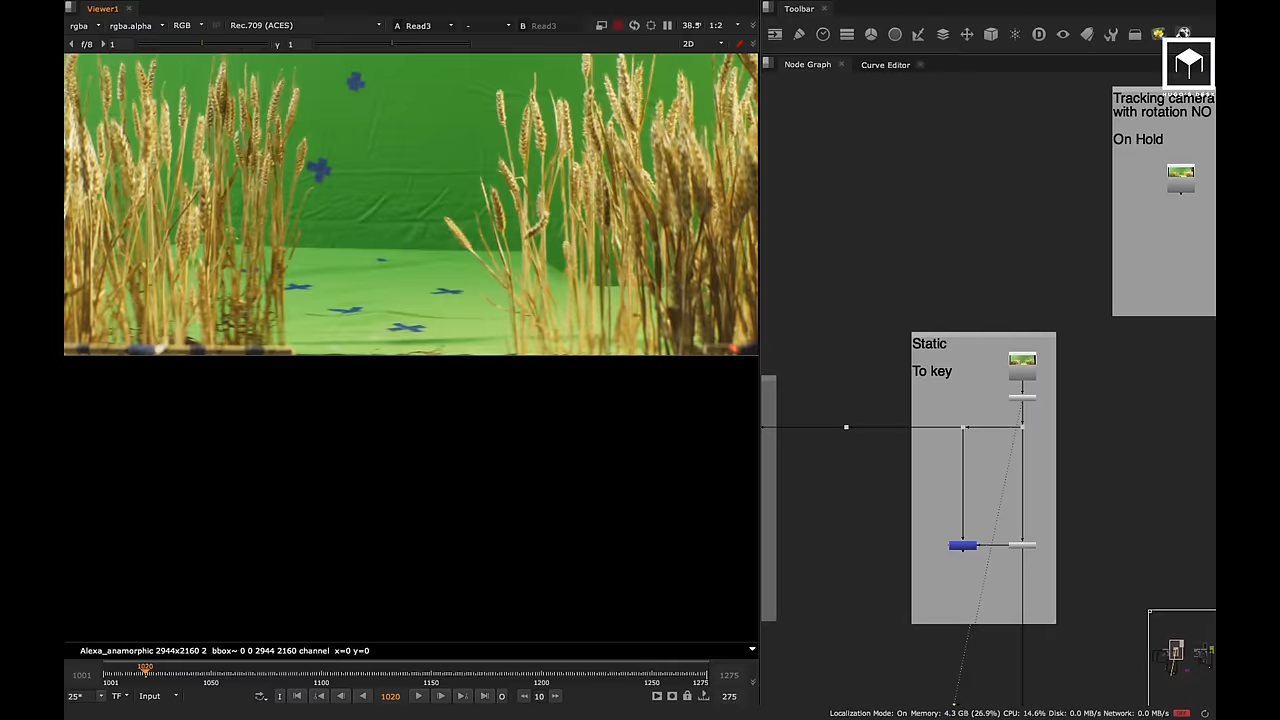 Viewer1
rgba
rgba.alpha
RGB
Rec.709 (ACES)
A Read3
-
B Read3
38.5
1:2
f/8
1
γ 1
2D
Alexa_anamorphic 2944x2160 2 bbox~ 0 0 2944 2160 channel x=0 y=0
1020
1001
1001
1050
1100
1150
1200
1250
1275
1275
25*
TF
Input
I
1020
O
10
275
Toolbar
Node Graph
Curve Editor
Tracking camera
with rotation NO
On Hold
Static
To key
Localization Mode: On Memory: 4.3 GB (26.9%) CPU: 14.6% Disk: 0.0 MB/s Network: 0.0 MB/s